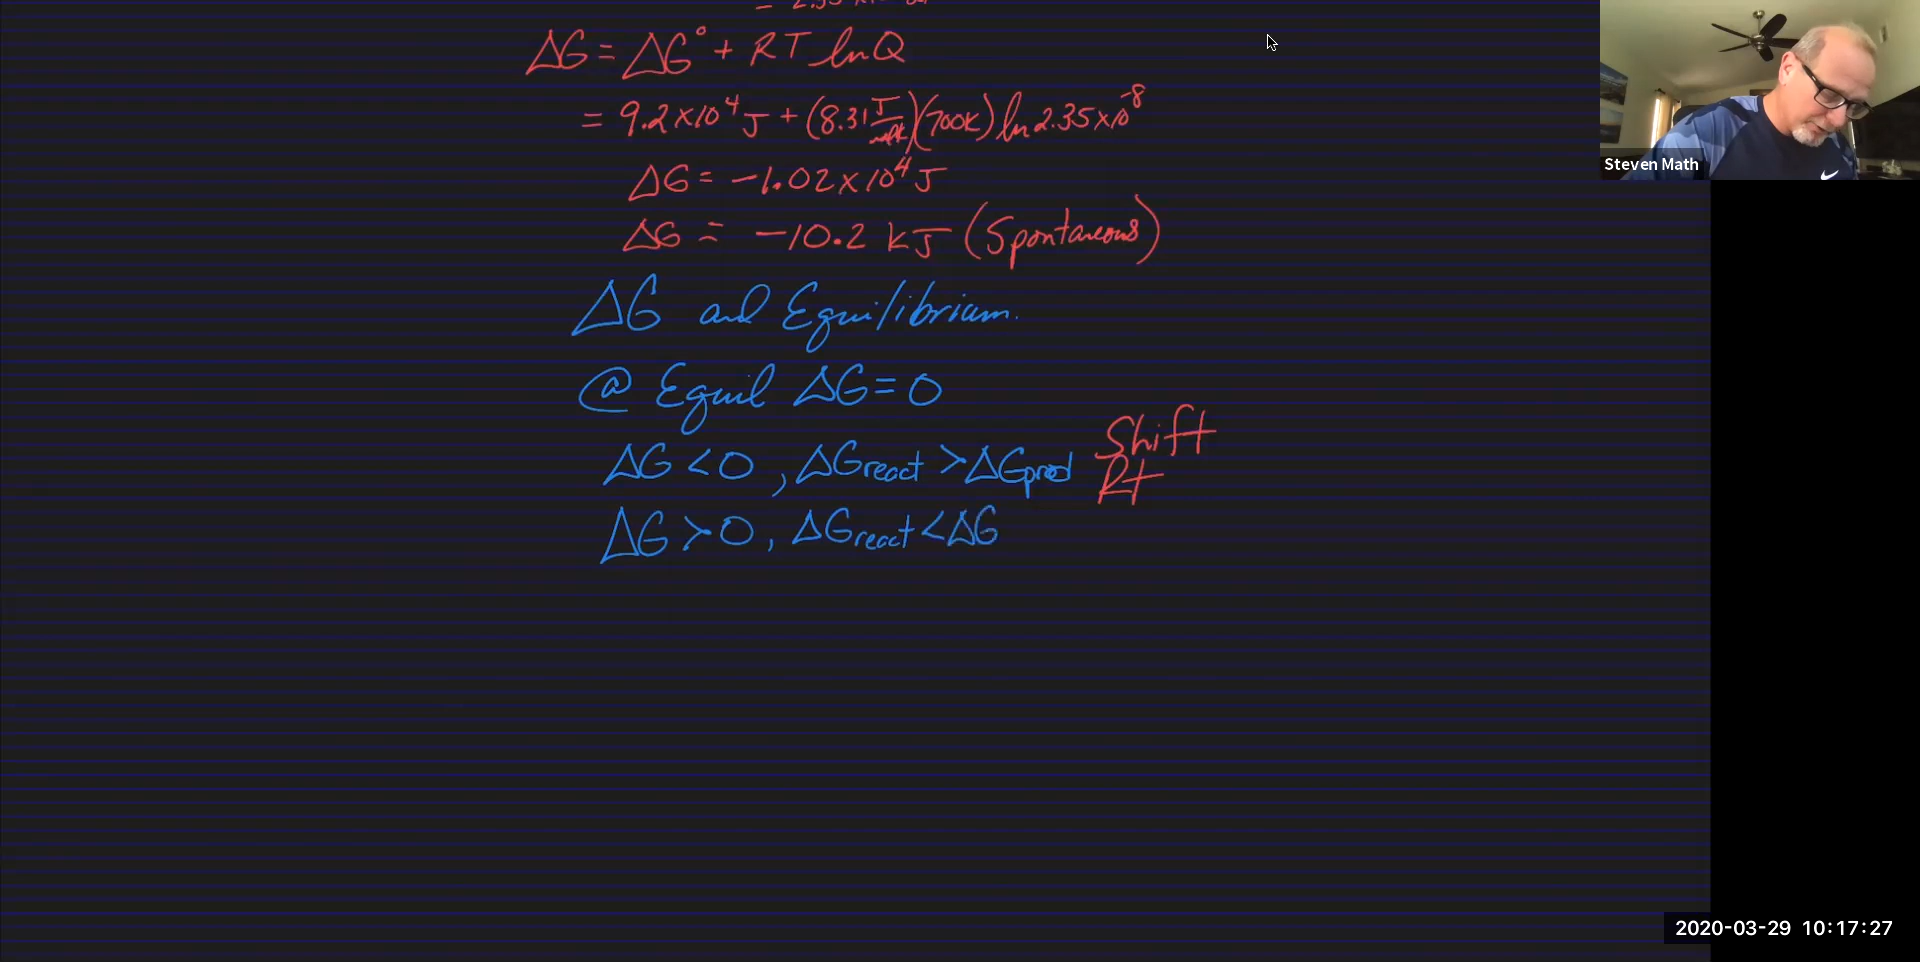 ΔG = ΔG° + RT lnQ
= 9.2×10⁴ J + (8.31 J/molK)(700K) ln 2.35×10⁻⁸
ΔG = -1.02×10⁴ J
ΔG = -10.2 kJ (Spontaneous)
ΔG and Equilibrium.
@ Equil ΔG = 0
ΔG < 0, ΔGreact > ΔGprod Shift
Rt
ΔG > 0, ΔGreact < ΔG
Steven Math
2020-03-29 10:17:27